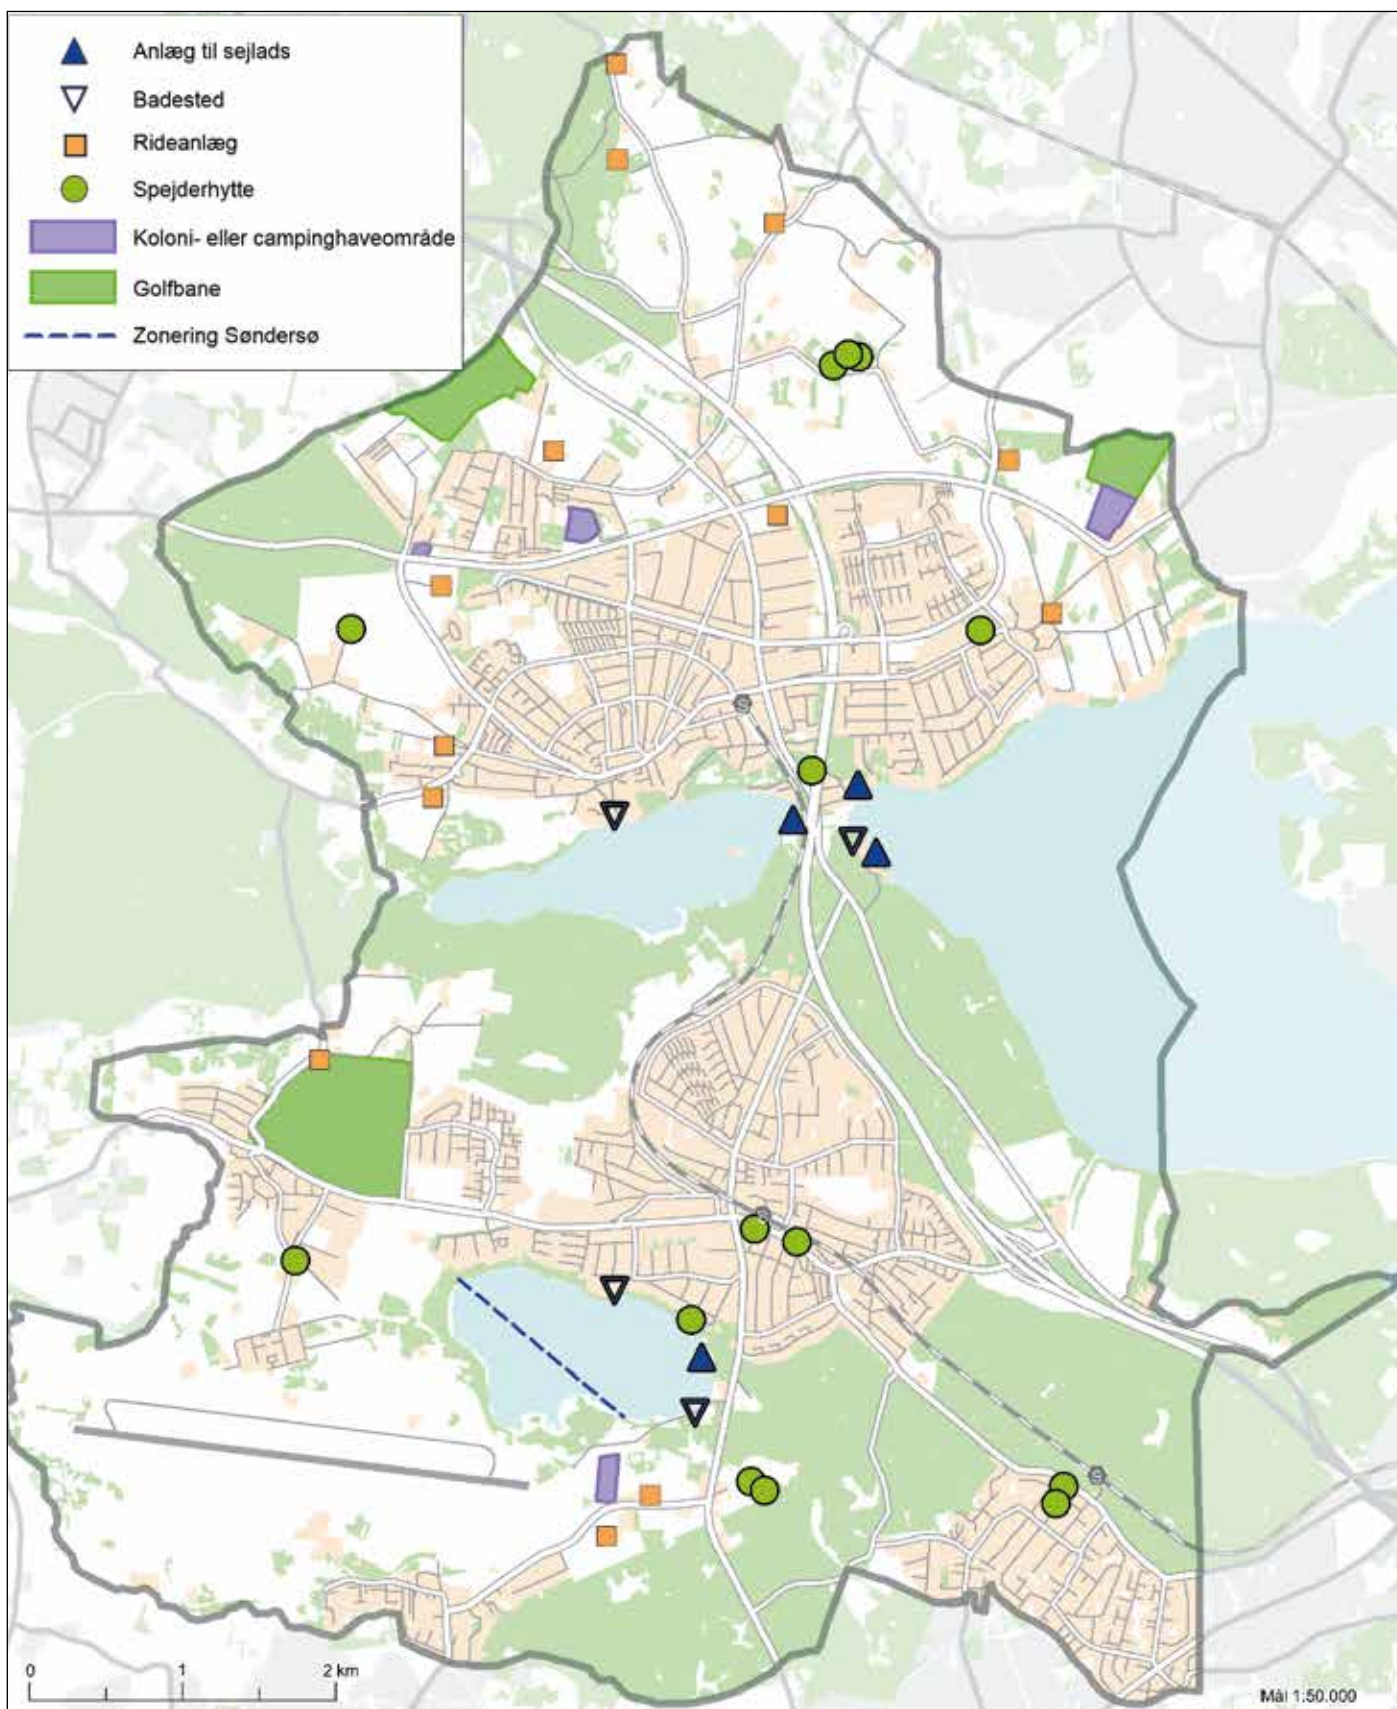 Anlæg til sejlads
Badested
Rideanlæg
Spejderhytte
Koloni- eller campinghaveområde
Golfbane
Zonering Søndersø
S
S
S
0 1 2 km
Mål 1:50.000